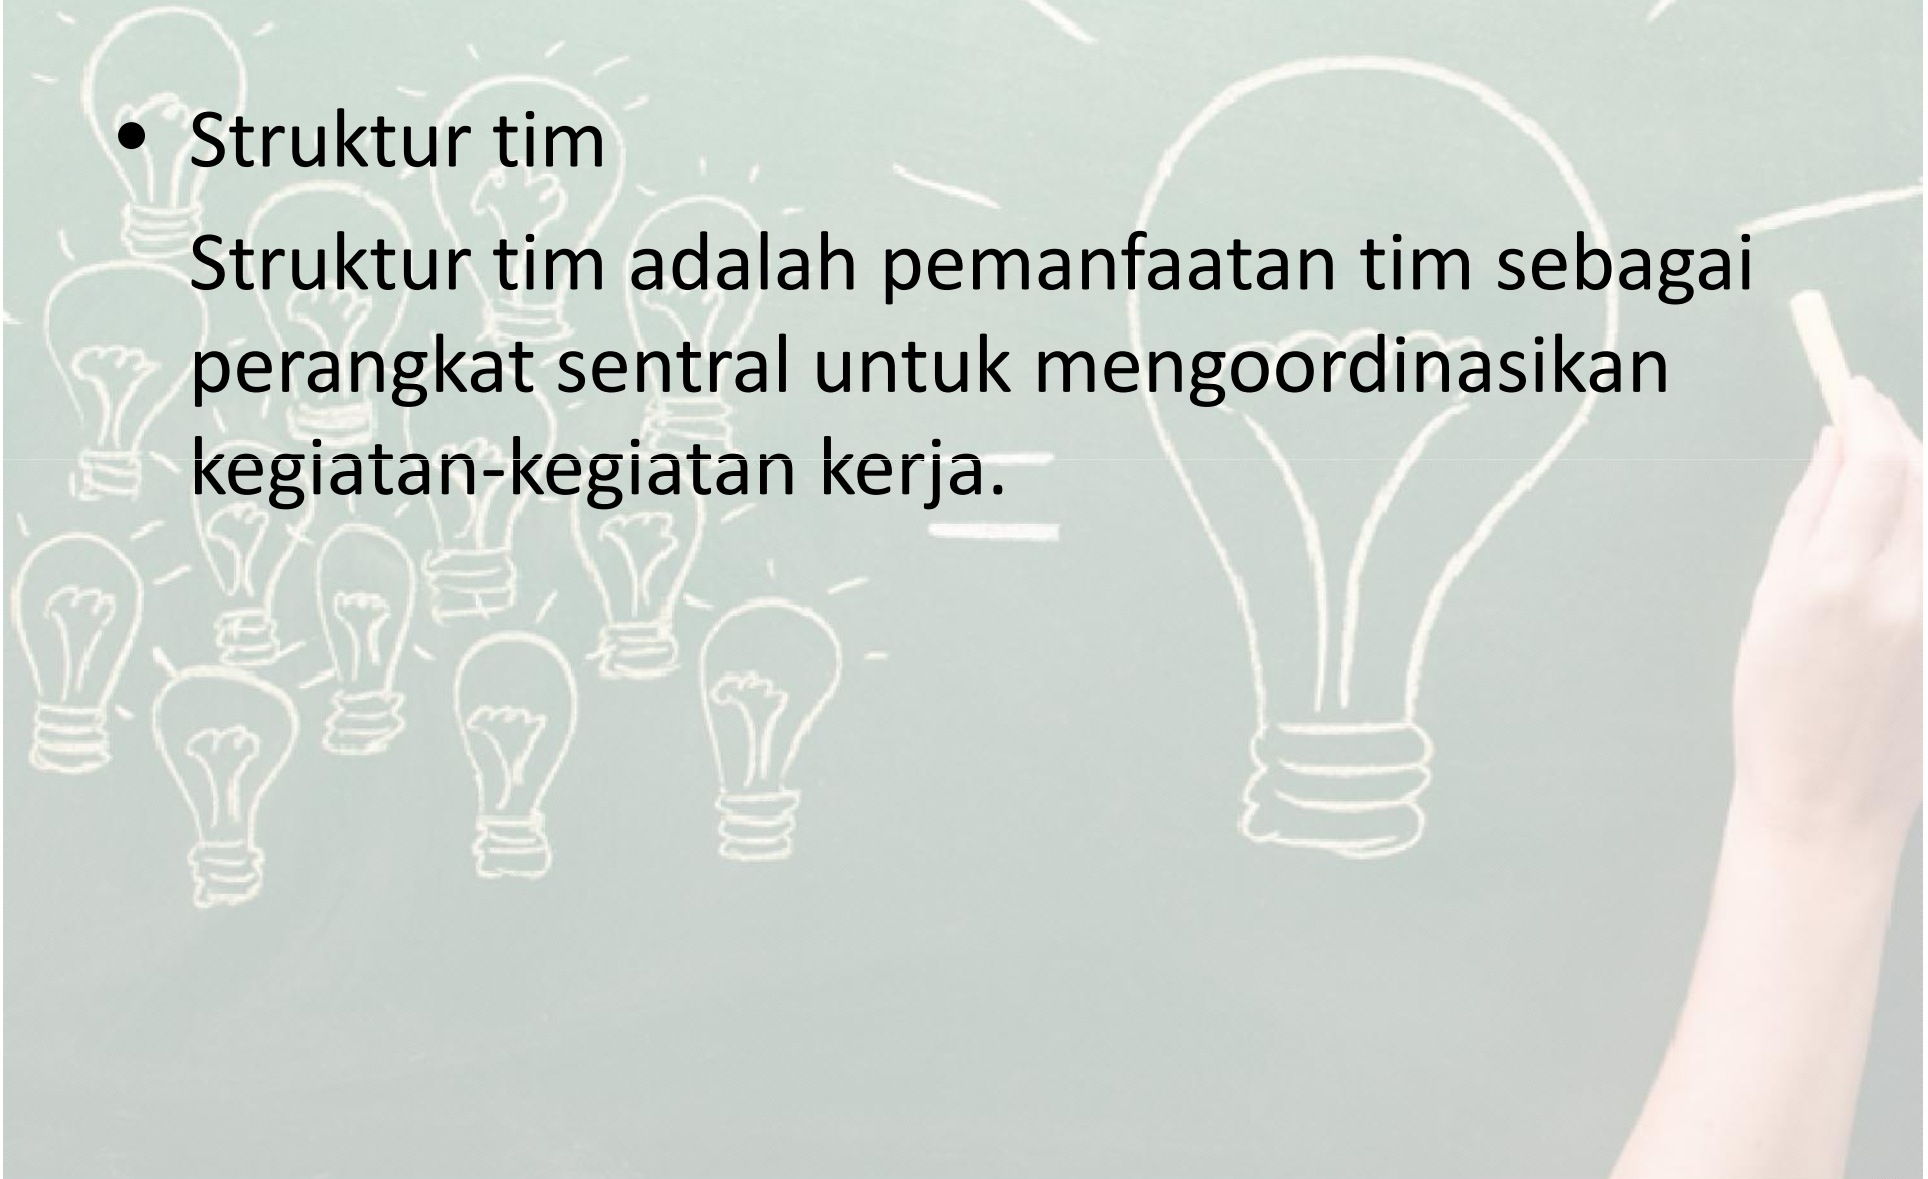 • Struktur tim
Struktur tim adalah pemanfaatan tim sebagai
perangkat sentral untuk mengoordinasikan
kegiatan-kegiatan kerja.